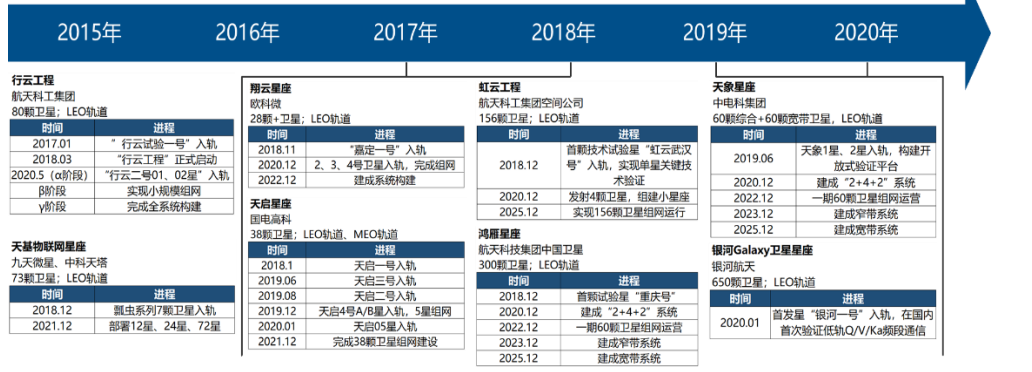 2015年 2016年 2017年 2018年 2019年 2020年
行云工程
航天科工集团
80颗卫星；LEO轨道
时间 进程
2017.01 “行云试验一号”入轨
2018.03 “行云工程”正式启动
2020.5（α阶段） “行云二号01、02星”入轨
β阶段 实现小规模组网
γ阶段 完成全系统构建
天基物联网星座
九天微星、中科天塔
73颗卫星；LEO轨道
时间 进程
2018.12 瓢虫系列7颗卫星入轨
2021.12 部署12星、24星、72星
翔云星座
欧科微
28颗+卫星；LEO轨道
时间 进程
2018.11 “嘉定一号”入轨
2020.12 2、3、4号卫星入轨，完成组网
2022.12 建成系统构建
天启星座
国电高科
38颗卫星；LEO轨道、MEO轨道
时间 进程
2018.1 天启一号入轨
2019.06 天启三号入轨
2019.08 天启二号入轨
2019.12 天启4号A/B星入轨，5星组网
2020.01 天启05星入轨
2021.12 完成38颗卫星组网建设
虹云工程
航天科工集团空间公司
156颗卫星；LEO轨道
时间 进程
2018.12 首颗技术试验星“虹云武汉
号”入轨，实现单星关键技
术验证
2020.12 发射4颗卫星，组建小星座
2025.12 实现156颗卫星组网运行
鸿雁星座
航天科技集团中国卫星
300颗卫星；LEO轨道
时间 进程
2018.12 首颗试验星“重庆号”
2020.12 建成“2+4+2”系统
2022.12 一期60颗卫星组网运营
2023.12 建成窄带系统
2025.12 建成宽带系统
天象星座
中电科集团
60颗综合+60颗宽带卫星，LEO轨道
时间 进程
2019.06 天象1星、2星入轨，构建开
放式验证平台
2020.12 建成“2+4+2”系统
2022.12 一期60颗卫星组网运营
2023.12 建成窄带系统
2025.12 建成宽带系统
银河Galaxy卫星星座
银河航天
650颗卫星；LEO轨道
时间 进程
2020.01 首发星“银河一号”入轨，在国内
首次验证低轨Q/V/Ka频段通信